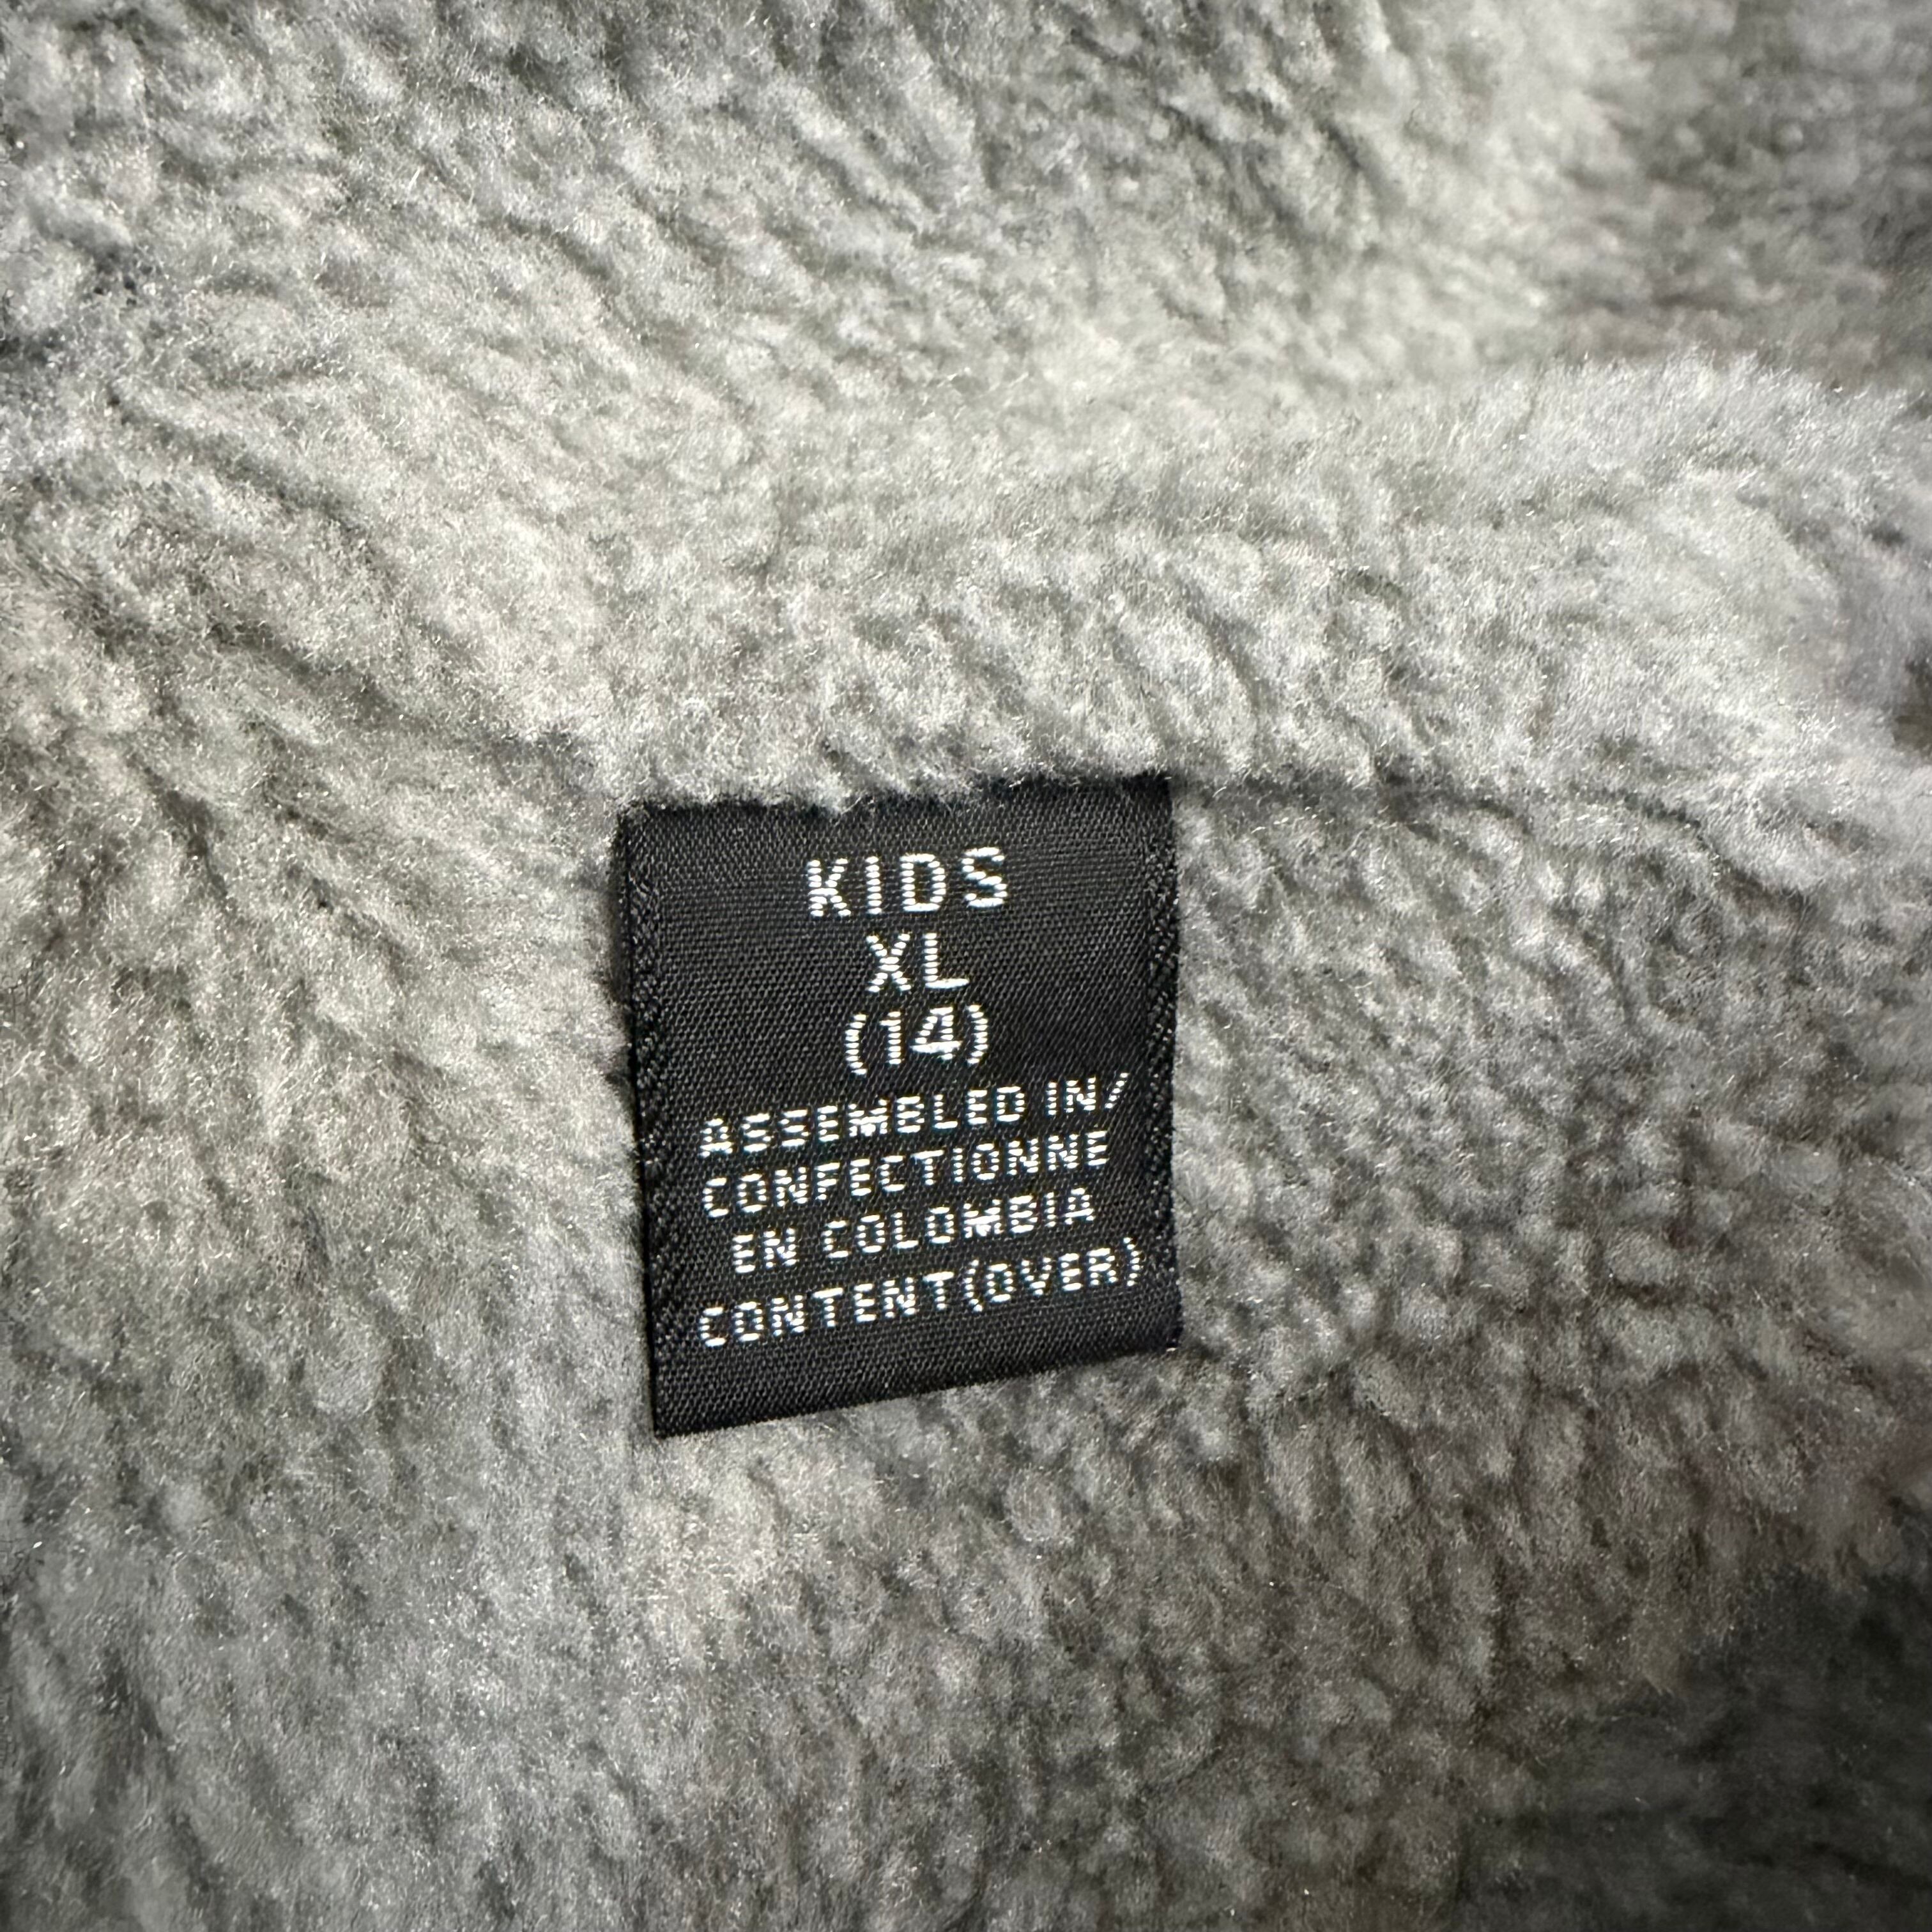 KIDS
XL
(14)
ASSEMBLED IN/
CONFECTIONNE
EN COLOMBIA
CONTENT(OVER)